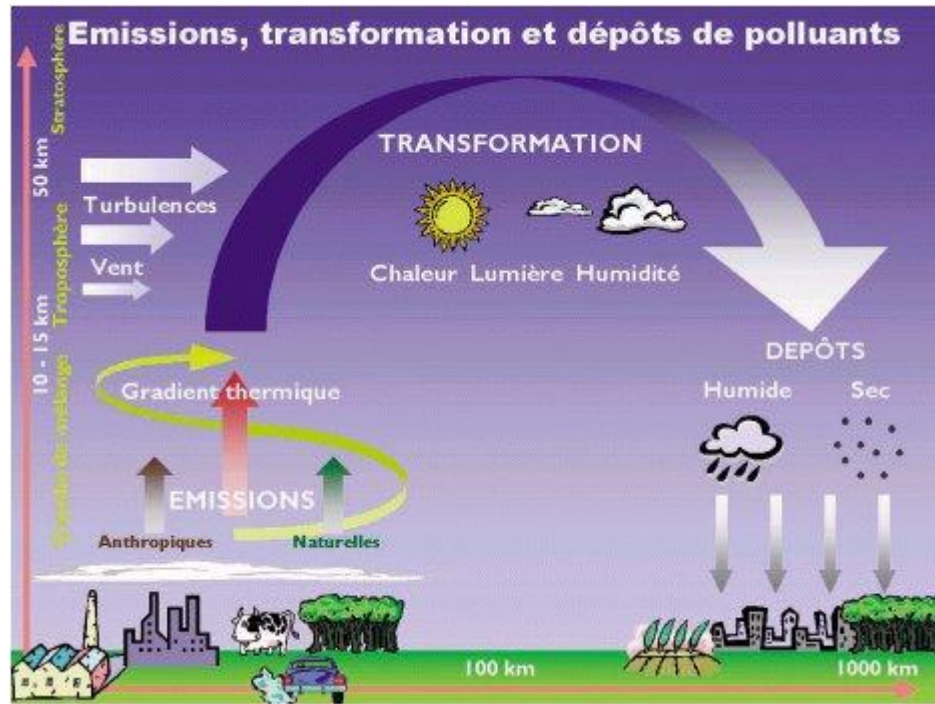 Emissions, transformation et dépôts de polluants
Stratosphère
50 km
Troposphère
10 - 15 km
de mélange
Turbulences
Vent
TRANSFORMATION
Chaleur Lumière Humidité
Gradient thermique
EMISSIONS
Anthropiques
Naturelles
DEPÔTS
Humide
Sec
100 km
1000 km